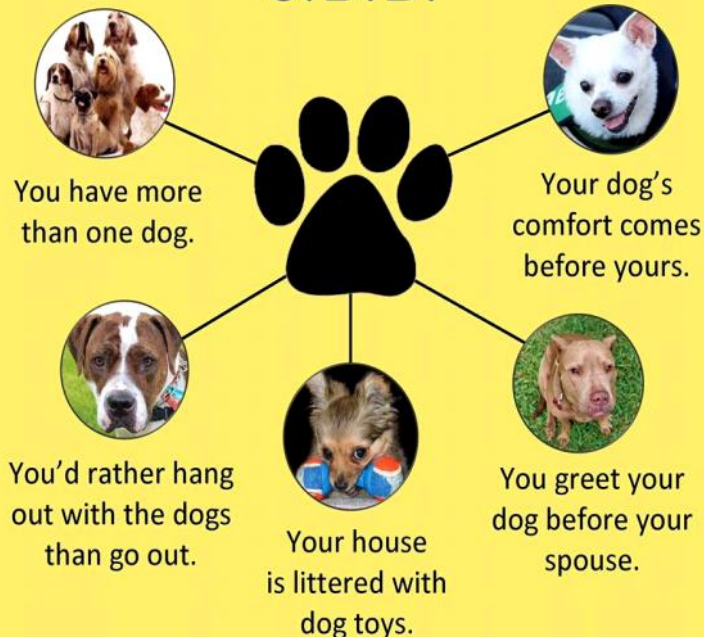 You have more
than one dog.
Your dog's
comfort comes
before yours.
You'd rather hang
out with the dogs
than go out.
Your house
is littered with
dog toys.
You greet your
dog before your
spouse.